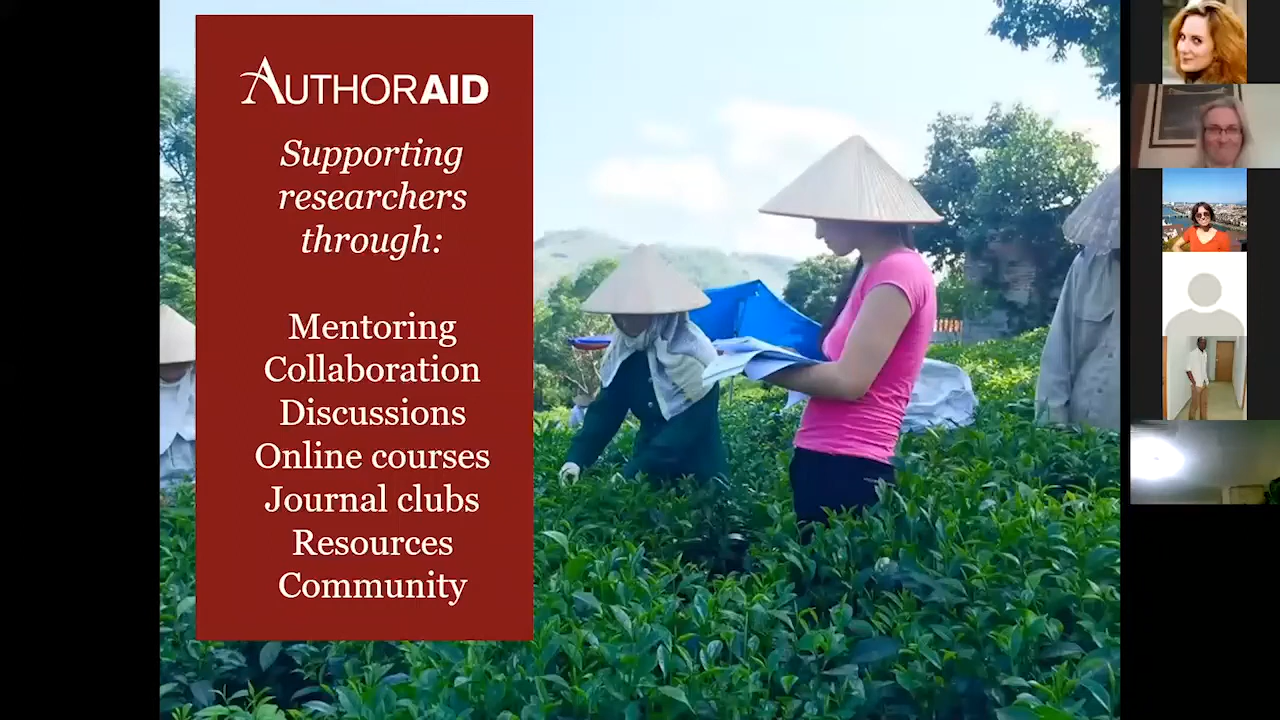 AUTHORAID
Supporting
researchers
through:
Mentoring
Collaboration
Discussions
Online courses
Journal clubs
Resources
Community